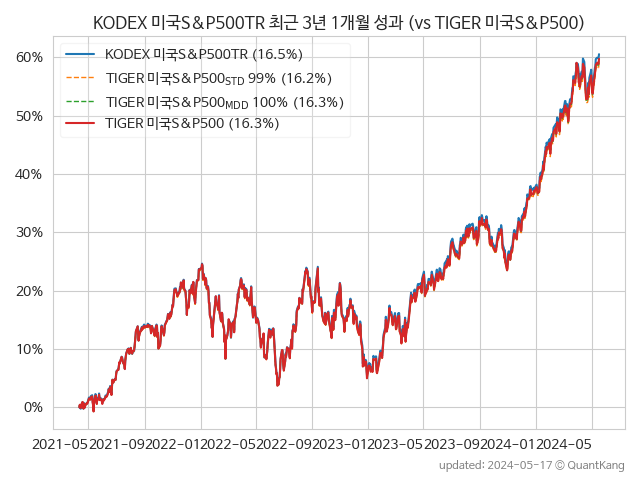 KODEX 미국S&P500TR 최근 3년 1개월 성과 (vs TIGER 미국S&P500)
KODEX 미국S&P500TR (16.5%)
TIGER 미국S&P500STD 99% (16.2%)
TIGER 미국S&P500MDD 100% (16.3%)
TIGER 미국S&P500 (16.3%)
60%
50%
40%
30%
20%
10%
0%
2021-05 2021-09 2022-01 2022-05 2022-09 2023-01 2023-05 2023-09 2024-01 2024-05
updated: 2024-05-17 © QuantKang